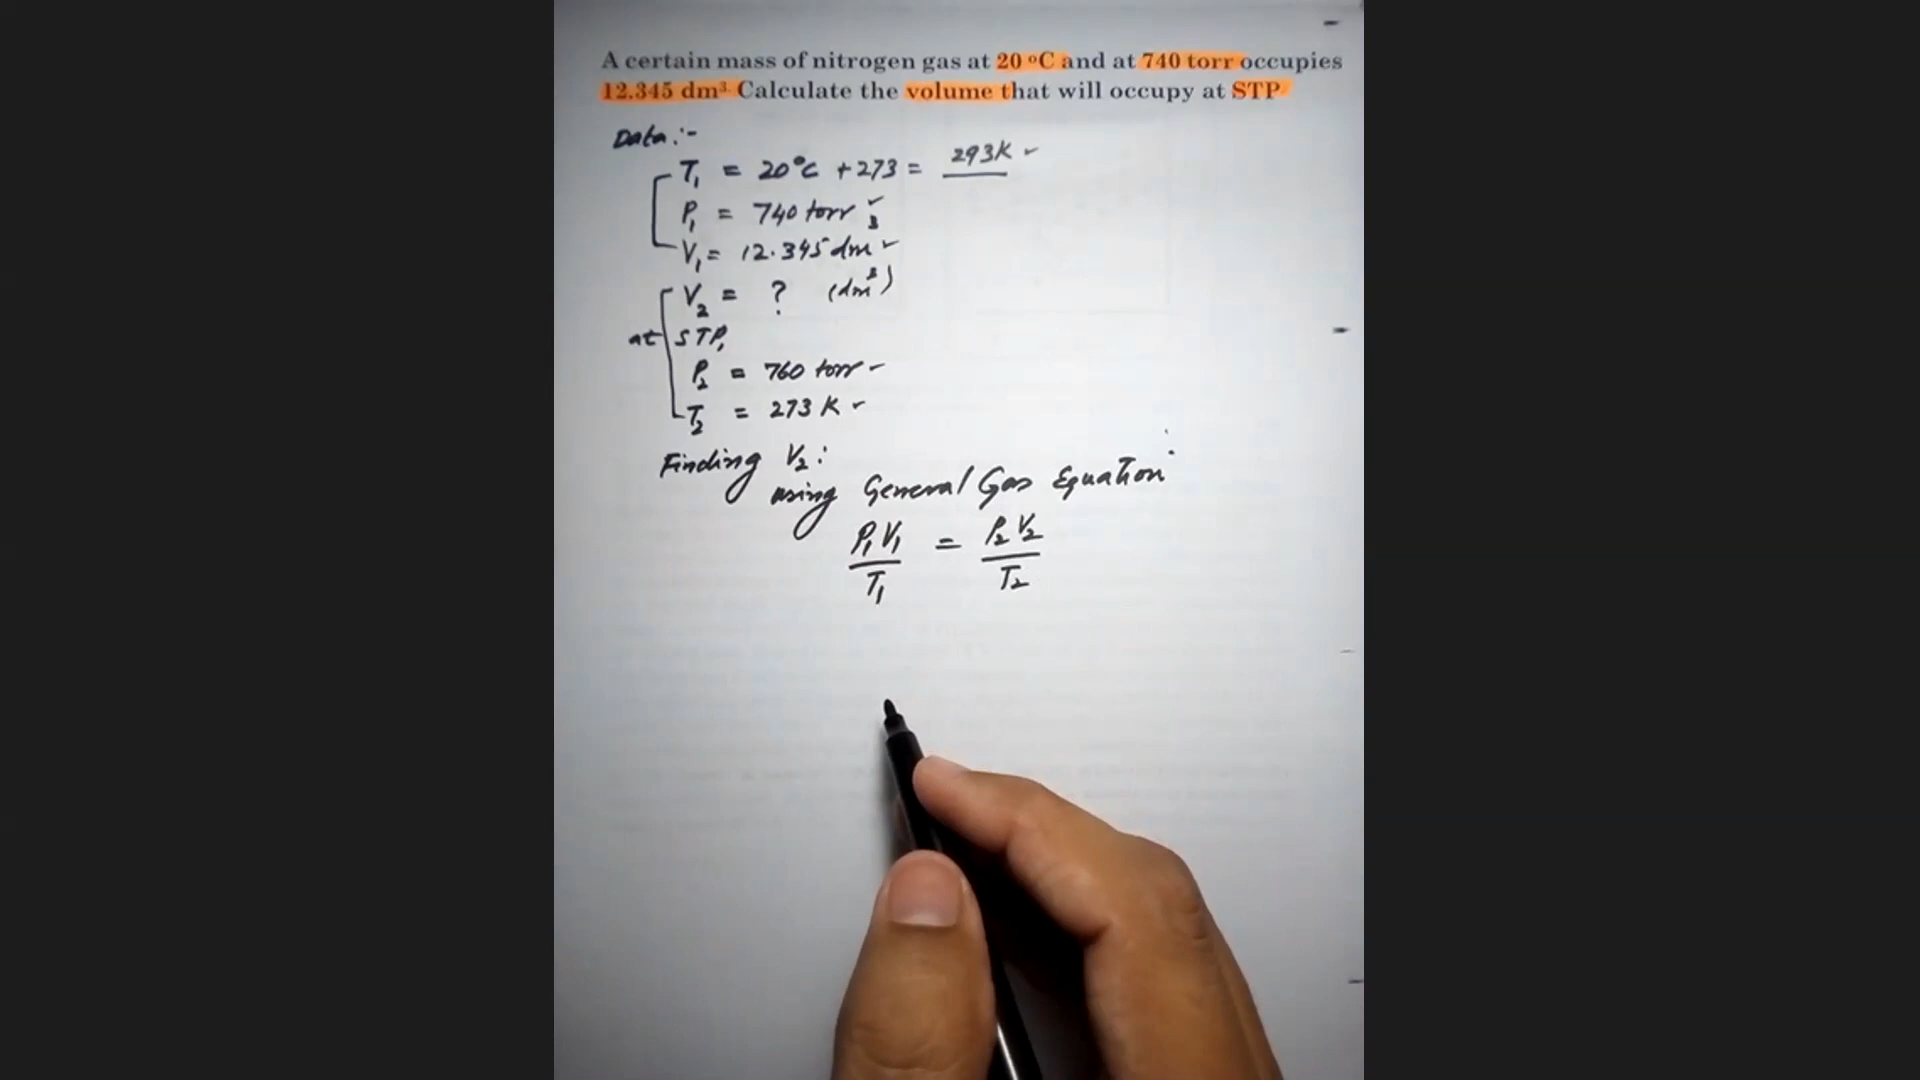 A certain mass of nitrogen gas at 20 °C and at 740 torr occupies
12.345 dm³. Calculate the volume that will occupy at STP
Data :-
T₁ = 20°C + 273 = 293K
P₁ = 740 torr
V₁ = 12.345 dm³
V₂ = ? (dm³)
at STP,
P₂ = 760 torr
T₂ = 273 K
Finding V₂ :
using General Gas Equation
P₁V₁ / T₁ = P₂V₂ / T₂